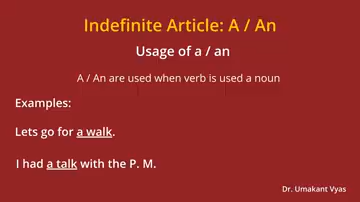 Indefinite Article: A / An
Usage of a / an
A / An are used when verb is used a noun
Examples:
Lets go for a walk.
I had a talk with the P. M.
Dr. Umakant Vyas